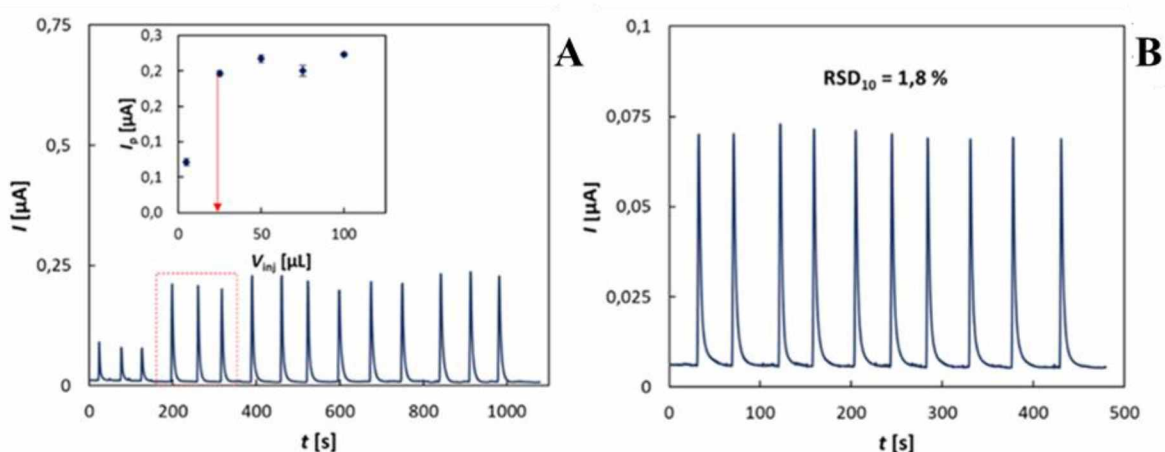 A
I [µA]
0,75
0,5
0,25
0
0 200 400 600 800 1000
t [s]
Ip [µA]
0,3
0,2
0,2
0,1
0,1
0,0
0 50 100
Vinj [µL]
B
RSD10 = 1,8 %
I [µA]
0,1
0,075
0,05
0,025
0
0 100 200 300 400 500
t [s]